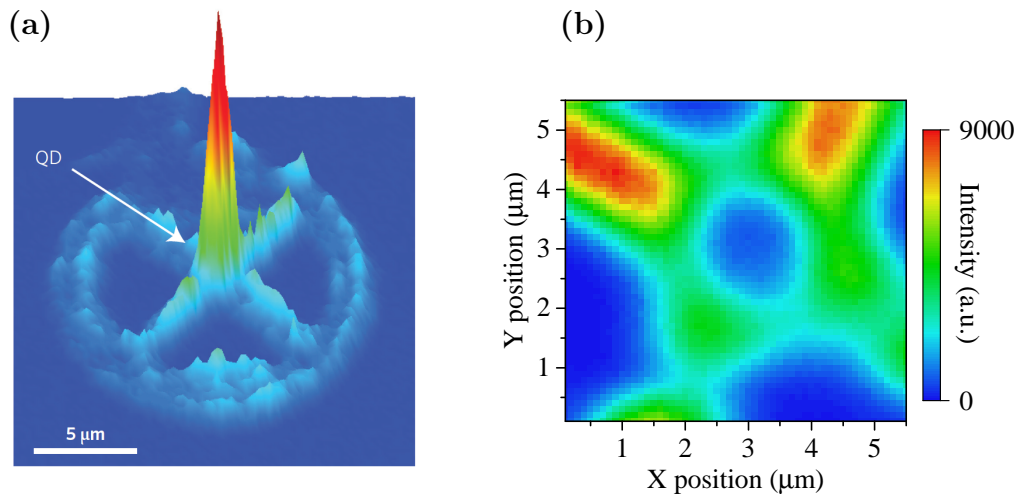 (a)
QD
5 μm
(b)
Y position (μm)
5
4
3
2
1
1 2 3 4 5
X position (μm)
9000
0
Intensity (a.u.)